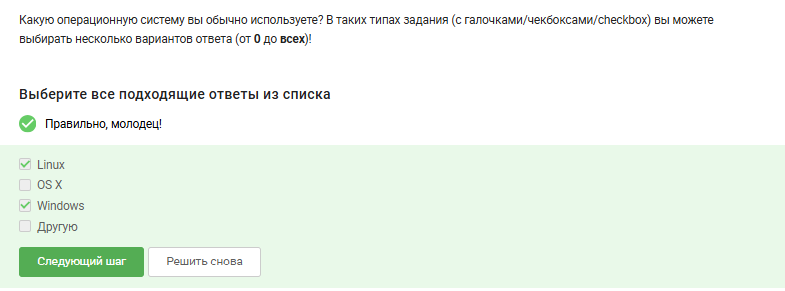 Какую операционную систему вы обычно используете? В таких типах задания (с галочками/чекбоксами/checkbox) вы можете
выбирать несколько вариантов ответа (от 0 до всех)!
Выберите все подходящие ответы из списка
Правильно, молодец!
Linux
OS X
Windows
Другую
Следующий шаг
Решить снова